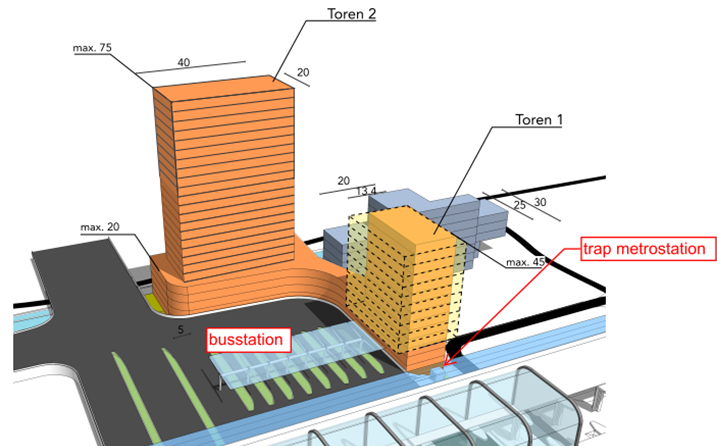 Toren 2
max. 75
40
20
Toren 1
20
13.4
25
30
max. 20
max. 45
trap metrostation
5
busstation